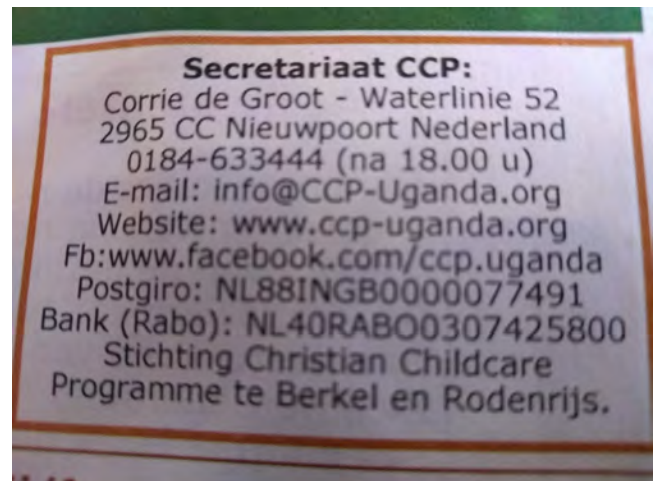 Secretariaat CCP:
Corrie de Groot - Waterlinie 52
2965 CC Nieuwpoort Nederland
0184-633444 (na 18.00 u)
E-mail: info@CCP-Uganda.org
Website: www.ccp-uganda.org
Fb:www.facebook.com/ccp.uganda
Postgiro: NL88INGB0000077491
Bank (Rabo): NL40RABO0307425800
Stichting Christian Childcare
Programme te Berkel en Rodenrijs.